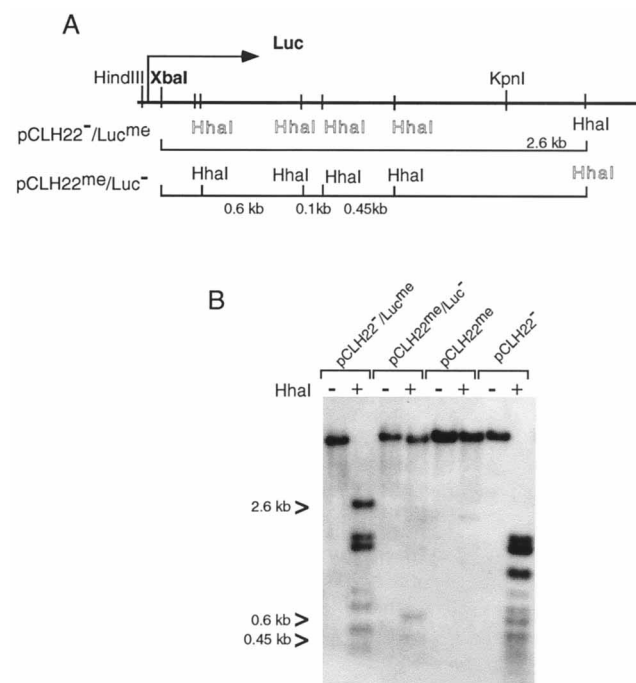 A
Luc
HindIII XbaI KpnI
HhaI HhaI HhaI HhaI HhaI
pCLH22⁻/Lucᵐᵉ 2.6 kb
pCLH22ᵐᵉ/Luc⁻ HhaI HhaI HhaI HhaI HhaI
0.6 kb 0.1kb 0.45kb
B
pCLH22⁻/Lucᵐᵉ pCLH22ᵐᵉ/Luc⁻ pCLH22ᵐᵉ pCLH22⁻
HhaI - + - + - + - +
2.6 kb >
0.6 kb >
0.45 kb >